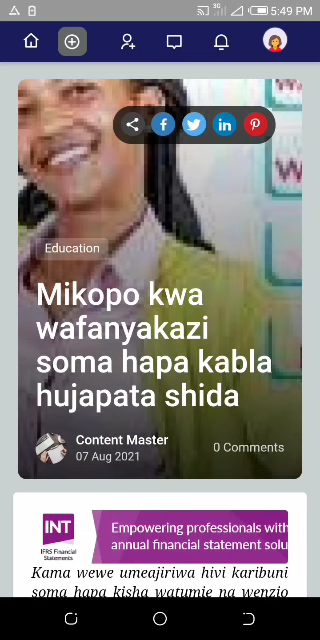 3G 5:49 PM
Education
Mikopo kwa
wafanyakazi
soma hapa kabla
hujapata shida
Content Master
07 Aug 2021
0 Comments
INT
IFRS Financial
Statements
Empowering professionals with
annual financial statement solu
Kama wewe umeajiriwa hivi karibuni
soma hapa kisha watumie na wenzio